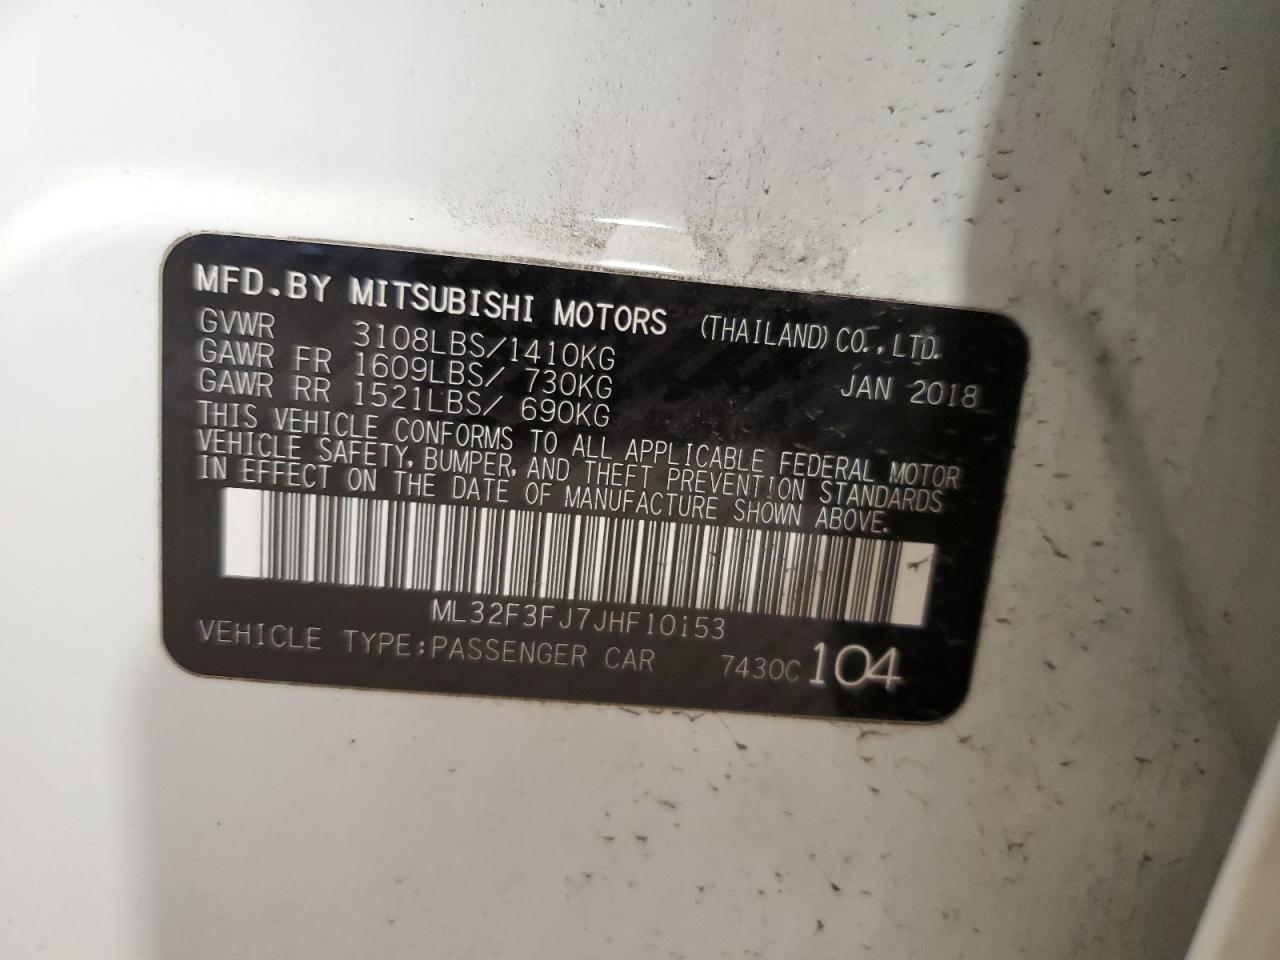 MFD.BY MITSUBISHI MOTORS (THAILAND) CO., LTD.
GVWR 3108LBS/1410KG
GAWR FR 1609LBS/ 730KG JAN 2018
GAWR RR 1521LBS/ 690KG
THIS VEHICLE CONFORMS TO ALL APPLICABLE FEDERAL MOTOR
VEHICLE SAFETY, BUMPER, AND THEFT PREVENTION STANDARDS
IN EFFECT ON THE DATE OF MANUFACTURE SHOWN ABOVE.
ML32F3FJ7JHF10153
VEHICLE TYPE:PASSENGER CAR 7430C 104